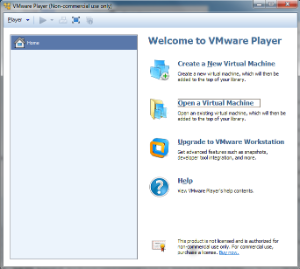 VMware Player (Non-commercial use only)
Player
Home
Welcome to VMware Player
Create a New Virtual Machine
Create a new virtual machine, which will then be added to the top of your library.
Open a Virtual Machine
Open an existing virtual machine, which will then be added to the top of your library.
Upgrade to VMware Workstation
Get advanced features such as snapshots, developer tool integration, and more.
Help
View VMware Player's help contents.
This product is not licensed and is authorized for non-commercial use only. For commercial use, purchase a license. Buy now.